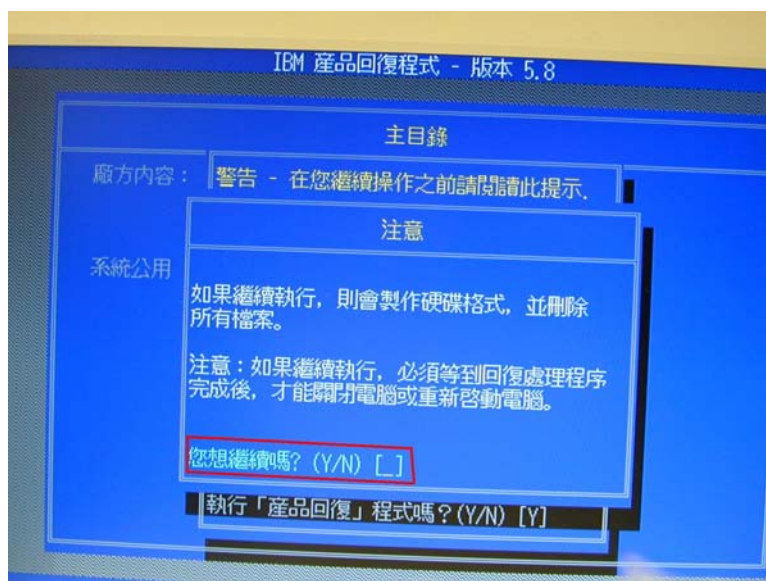 IBM 産品回復程式 - 版本 5.8
主目錄
廠方內容：
警告 - 在您繼續操作之前請閱讀此提示.
注意
系統公用
如果繼續執行，則會製作硬碟格式，並刪除
所有檔案。
注意：如果繼續執行，必須等到回復處理程序
完成後，才能關閉電腦或重新啓動電腦。
您想繼續嗎? (Y/N) [_]
執行「産品回復」程式嗎？(Y/N) [Y]